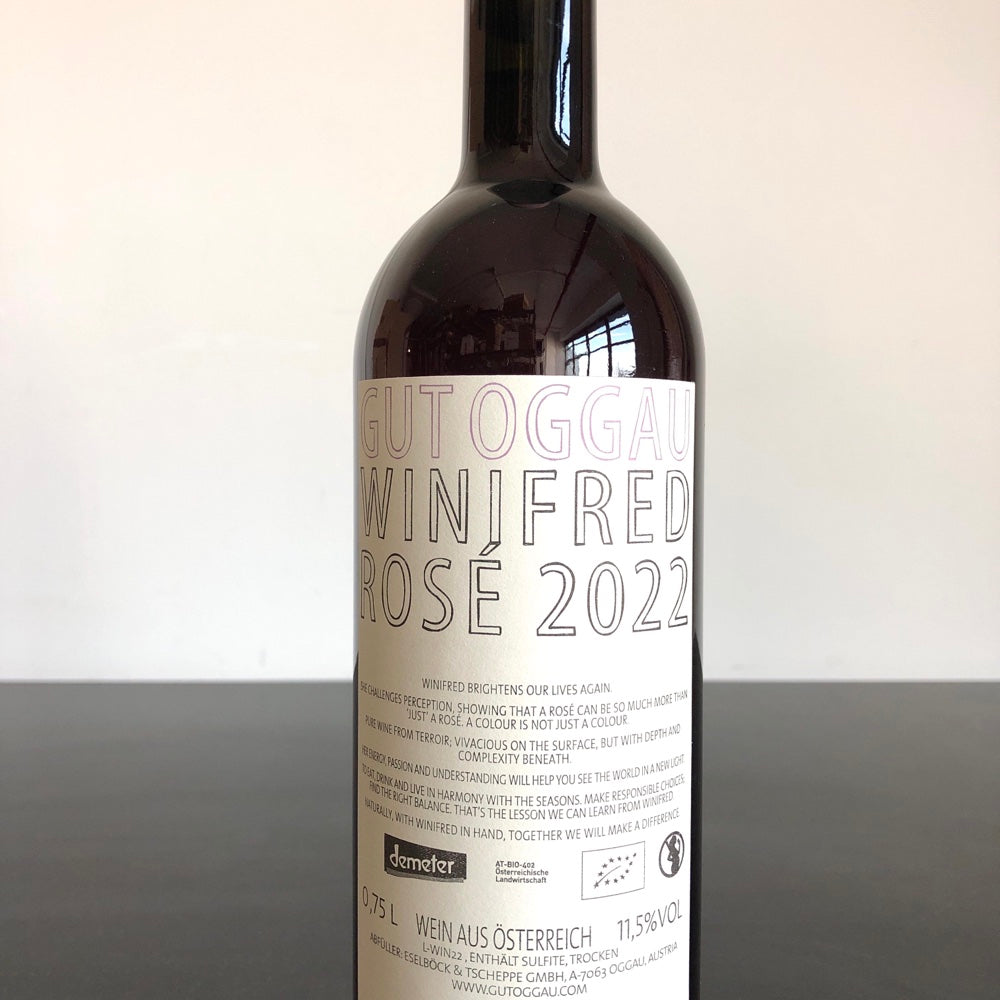 GUT OGGAU
WINIFRED
ROSÉ 2022
WINIFRED BRIGHTENS OUR LIVES AGAIN.
SHE CHALLENGES PERCEPTION, SHOWING THAT A ROSÉ CAN BE SO MUCH MORE THAN
'JUST' A ROSÉ. A COLOUR IS NOT JUST A COLOUR.
PURE WINE FROM TERROIR; VIVACIOUS ON THE SURFACE, BUT WITH DEPTH AND
COMPLEXITY BENEATH.
HER ENERGY, PASSION AND UNDERSTANDING WILL HELP YOU SEE THE WORLD IN A NEW LIGHT
TO EAT, DRINK AND LIVE IN HARMONY WITH THE SEASONS. MAKE RESPONSIBLE CHOICES;
FIND THE RIGHT BALANCE. THAT'S THE LESSON WE CAN LEARN FROM WINIFRED.
NATURALLY, WITH WINIFRED IN HAND, TOGETHER WE WILL MAKE A DIFFERENCE
demeter
AT-BIO-402
Österreichische
Landwirtschaft
0,75 L WEIN AUS ÖSTERREICH 11,5%VOL
L-WIN22, ENTHÄLT SULFITE, TROCKEN
ABFÜLLER: ESELBÖCK & TSCHEPPE GMBH, A-7063 OGGAU, AUSTRIA
WWW.GUTOGGAU.COM